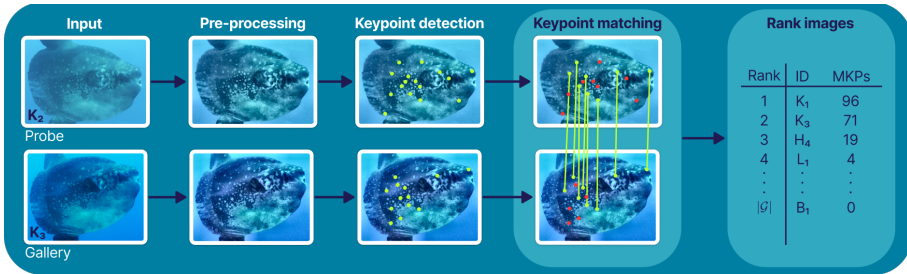 Input
Pre-processing
Keypoint detection
Keypoint matching
Rank images
K₂
Probe
K₃
Gallery
Rank ID MKPs
1 K₁ 96
2 K₃ 71
3 H₄ 19
4 L₁ 4
. . .
. . .
. . .
|𝒢| B₁ 0